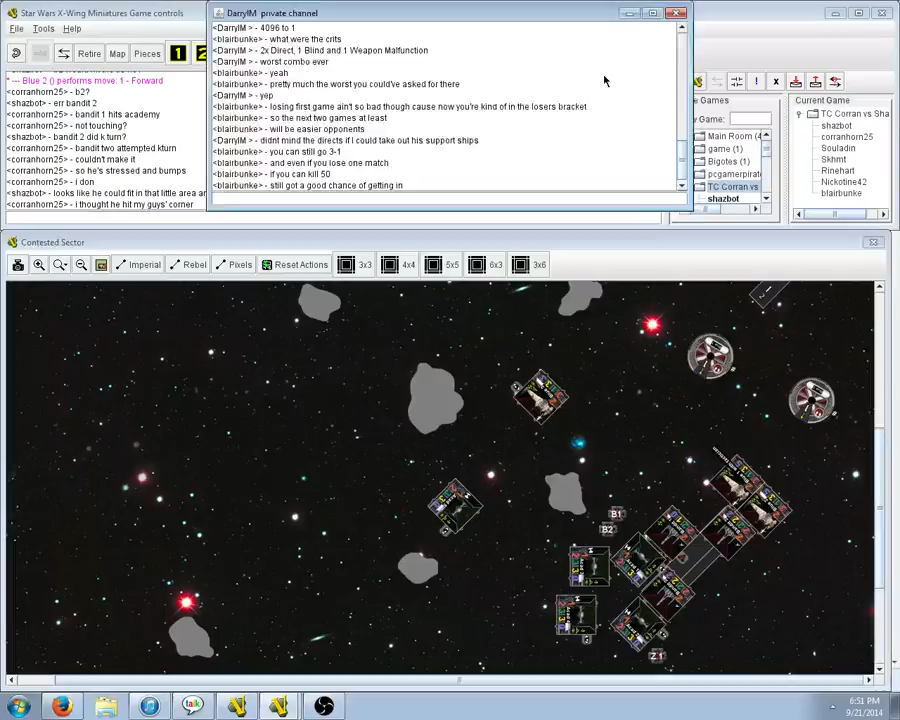 Star Wars X-Wing Miniatures Game controls
File Tools Help
Retire Map Pieces 1 2
* --- Blue 2 () performs move: 1 - Forward
<corranhorn25> - b2?
<shazbot> - err bandit 2
<corranhorn25> - bandit 1 hits academy
<corranhorn25> - not touching?
<shazbot> - bandit 2 did k turn?
<corranhorn25> - bandit two attempted kturn
<corranhorn25> - couldn't make it
<corranhorn25> - so he's stressed and bumps
<corranhorn25> - i don
<shazbot> - looks like he could fit in that little area
<corranhorn25> - i thought he hit my guys' corner
DarrylM private channel
<DarrylM > - 4096 to 1
<blairbunke> - what were the crits
<DarrylM > - 2x Direct, 1 Blind and 1 Weapon Malfunction
<DarrylM > - worst combo ever
<blairbunke> - yeah
<blairbunke> - pretty much the worst you could've asked for there
<DarrylM > - yep
<blairbunke> - losing first game ain't so bad though cause now you're kind of in the losers bracket
<blairbunke> - so the next two games at least
<blairbunke> - will be easier opponents
<DarrylM > - didnt mind the directs if i could take out his support ships
<blairbunke> - you can still go 3-1
<blairbunke> - and even if you lose one match
<blairbunke> - if you can kill 50
<blairbunke> - still got a good chance of getting in
Games
Game:
Main Room
game (1)
Bigotes (1)
pcgamerpirate
TC Corran vs
shazbot
Current Game
TC Corran vs Sha
shazbot
corranhorn25
Souladin
Skhmt
Rinehart
Nickotine42
blairbunke
Contested Sector
Imperial Rebel Pixels Reset Actions 3x3 4x4 5x5 6x3 3x6
B1
B2
Z 1
talk
6:51 PM
9/21/2014